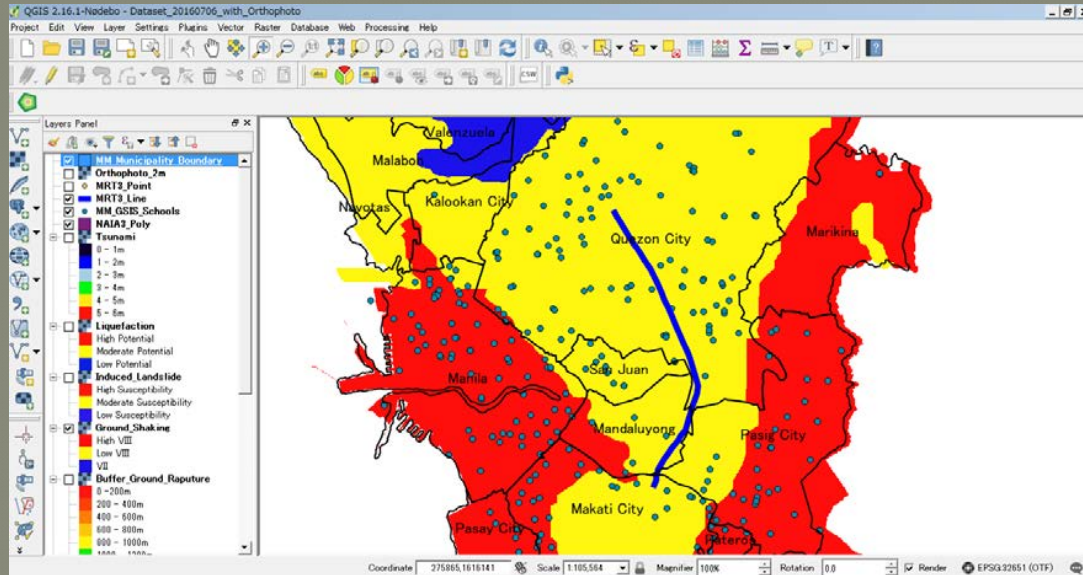 QGIS 2.16.1-Nødebo - Dataset_20160706_with_Orthophoto
Project Edit View Layer Settings Plugins Vector Raster Database Web Processing Help
CSW
Layers Panel
MM_Municipality_Boundary
Orthophoto_2m
MRT3_Point
MRT3_Line
MM_GSIS_Schools
NAIA3_Poly
Tsunami
0 - 1m
1 - 2m
2 - 3m
3 - 4m
4 - 5m
5 - 6m
Liquefaction
High Potential
Moderate Potential
Low Potential
Induced_Landslide
High Susceptibility
Moderate Susceptibility
Low Susceptibility
Ground_Shaking
High Ⅷ
Low Ⅷ
Ⅶ
Buffer_Ground_Raputure
0 -200m
200 - 400m
400 - 600m
600 - 800m
800 - 1000m
Valenzuela
Malabon
Navotas
Kalookan City
Quezon City
Marikina
San Juan
Manila
Mandaluyong
Pasig City
Makati City
Pasay City
Pateros
Coordinate 275865,1616141 Scale 1:105,564 Magnifier 100% Rotation 0.0 Render EPSG:32651 (OTF)